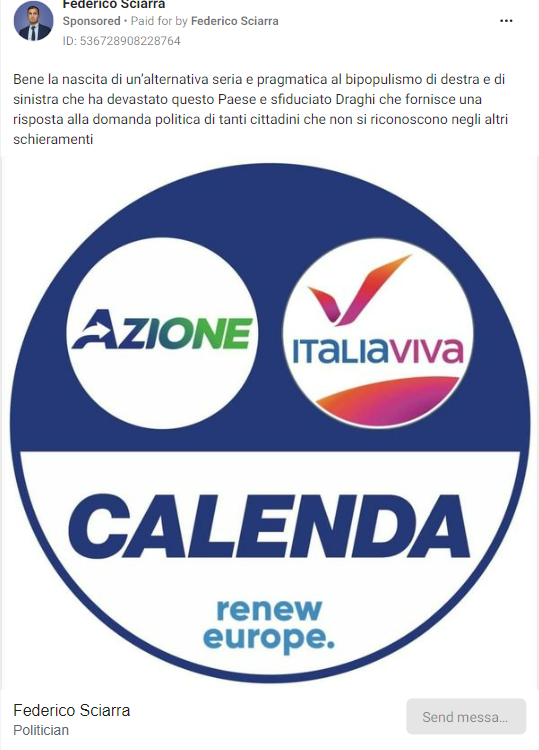 Federico Sciarra
Sponsored • Paid for by Federico Sciarra
ID: 536728908228764
Bene la nascita di un'alternativa seria e pragmatica al bipopulismo di destra e di
sinistra che ha devastato questo Paese e sfiduciato Draghi che fornisce una
risposta alla domanda politica di tanti cittadini che non si riconoscono negli altri
schieramenti
AZIONE
ITALIAVIVA
CALENDA
renew
europe.
Federico Sciarra
Politician
Send messa...